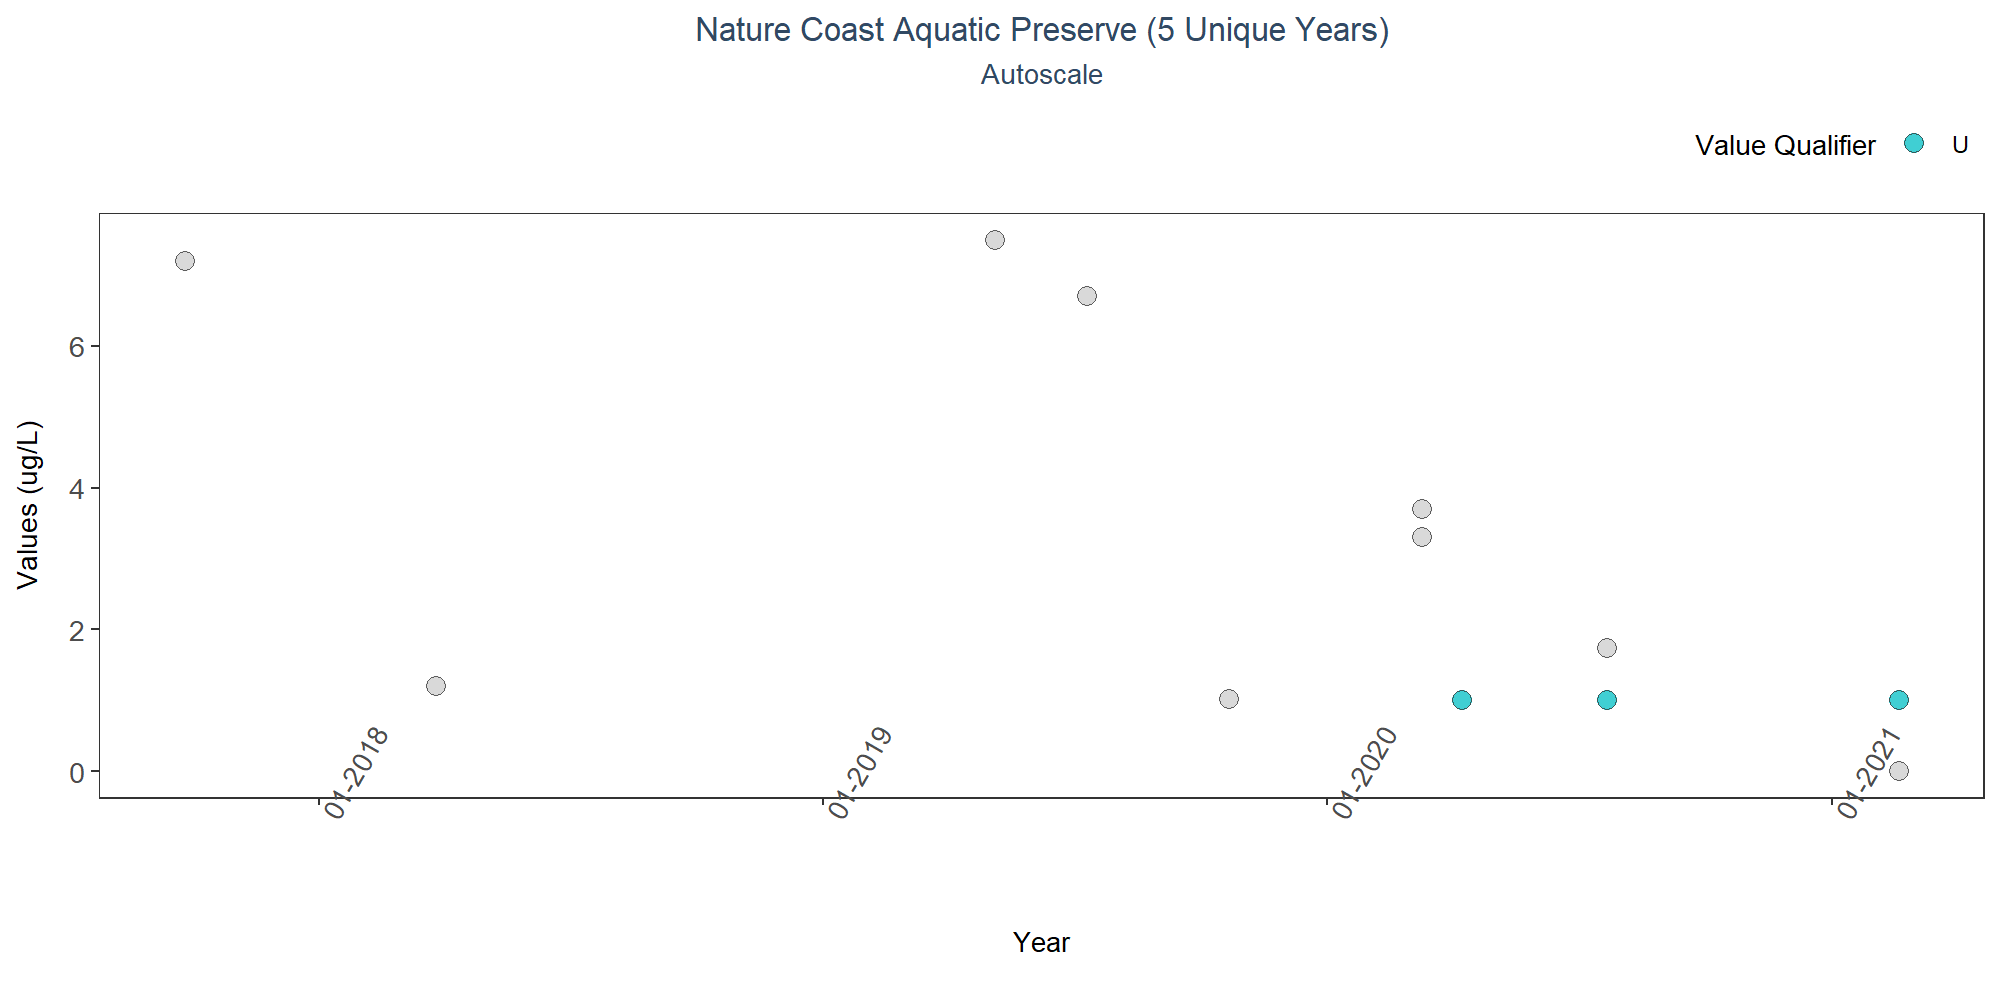 Nature Coast Aquatic Preserve (5 Unique Years)
Autoscale
Value Qualifier U
Values (ug/L)
6
4
2
0
01-2018
01-2019
01-2020
01-2021
Year